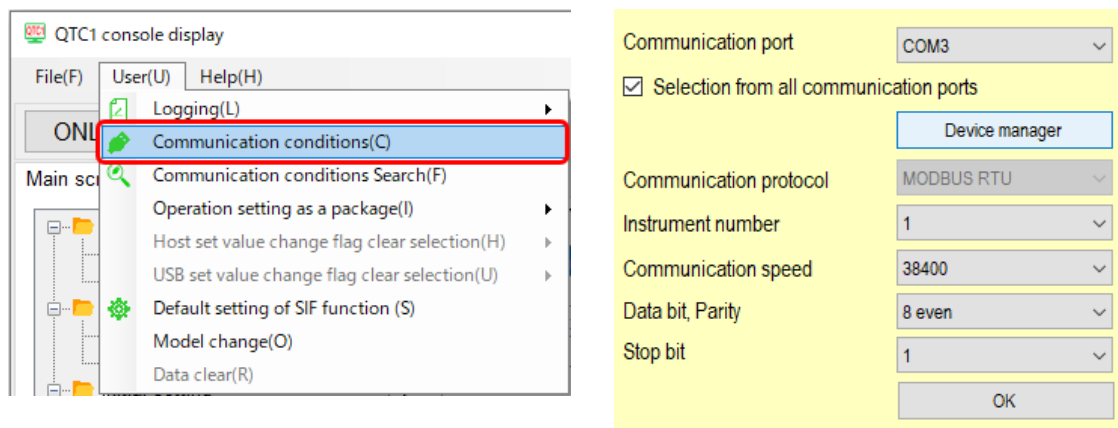 QTC1 console display
File(F) User(U) Help(H)
Logging(L)
Communication conditions(C)
Communication conditions Search(F)
Operation setting as a package(I)
Host set value change flag clear selection(H)
USB set value change flag clear selection(U)
Default setting of SIF function (S)
Model change(O)
Data clear(R)
ONL
Main scr
Communication port COM3
Selection from all communication ports
Device manager
Communication protocol MODBUS RTU
Instrument number 1
Communication speed 38400
Data bit, Parity 8 even
Stop bit 1
OK